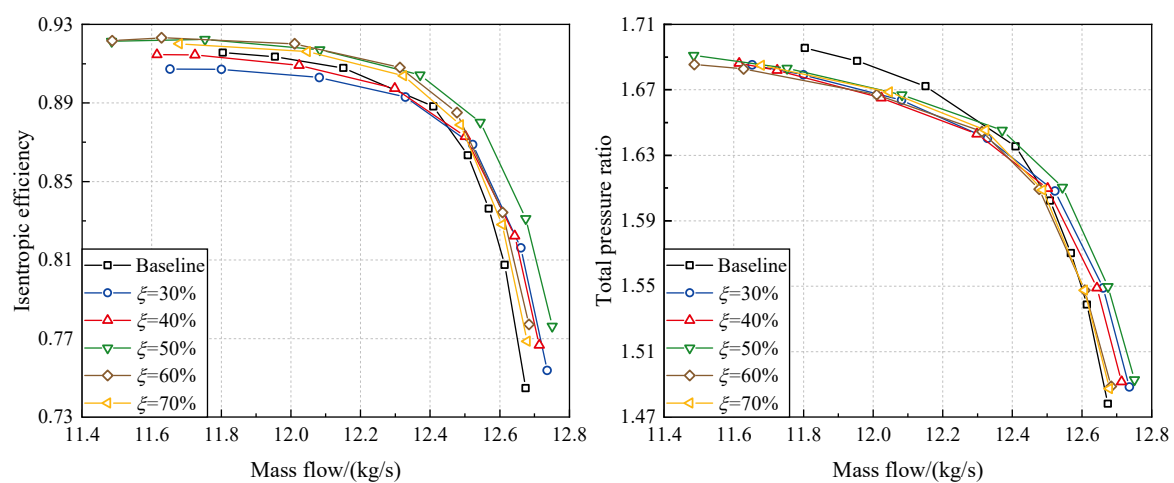 0.93
0.89
0.85
0.81
0.77
0.73
Isentropic efficiency
Baseline
ξ=30%
ξ=40%
ξ=50%
ξ=60%
ξ=70%
11.4 11.6 11.8 12.0 12.2 12.4 12.6 12.8
Mass flow/(kg/s)
1.71
1.67
1.63
1.59
1.55
1.51
1.47
Total pressure ratio
Baseline
ξ=30%
ξ=40%
ξ=50%
ξ=60%
ξ=70%
11.4 11.6 11.8 12.0 12.2 12.4 12.6 12.8
Mass flow/(kg/s)